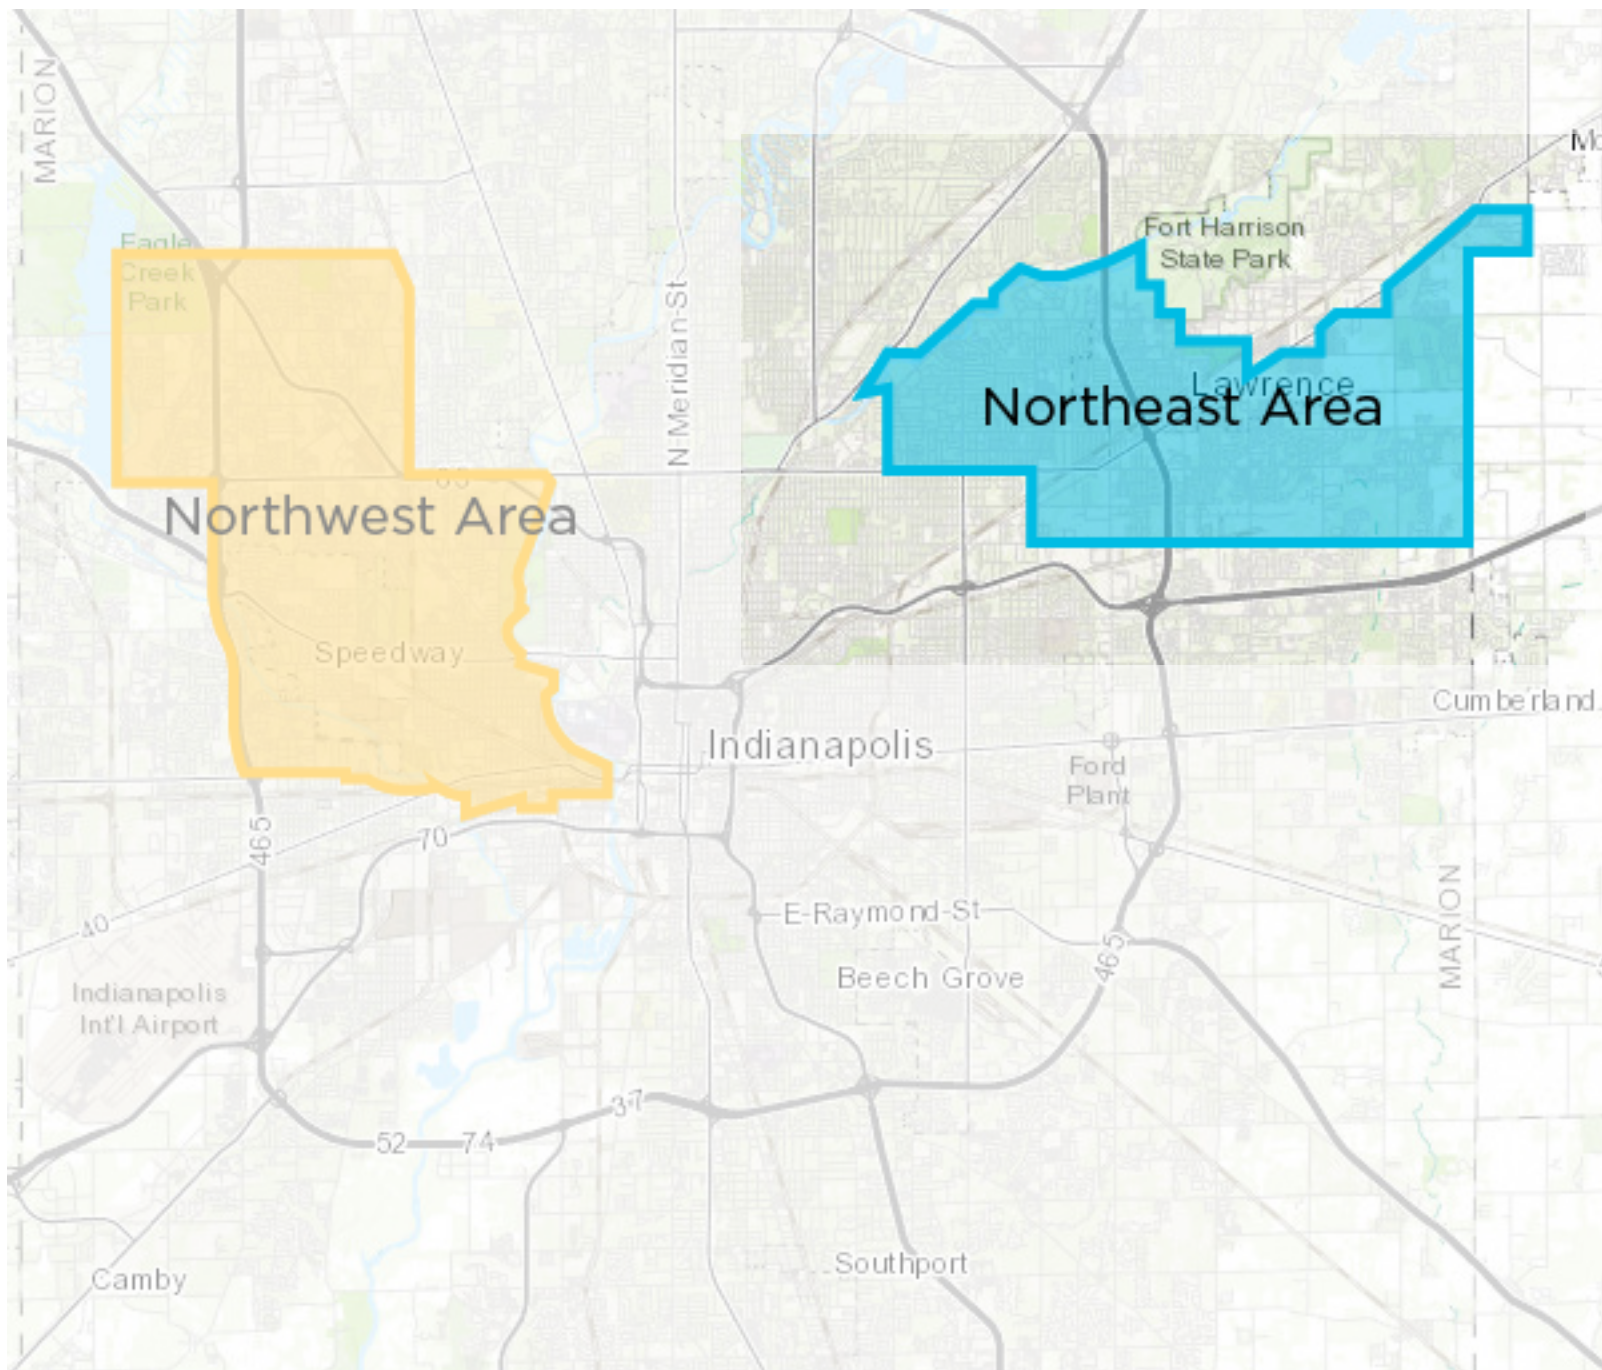 MARION
Fort Harrison
State Park
Eagle
Creek
Park
N Meridian-St
Lawrence
Northeast Area
65
Northwest Area
Speedway
Cumberland
Indianapolis
Ford
Plant
465
70
MARION
40
E-Raymond-St
465
Beech Grove
Indianapolis
Int'l Airport
37
52
74
Southport
Camby